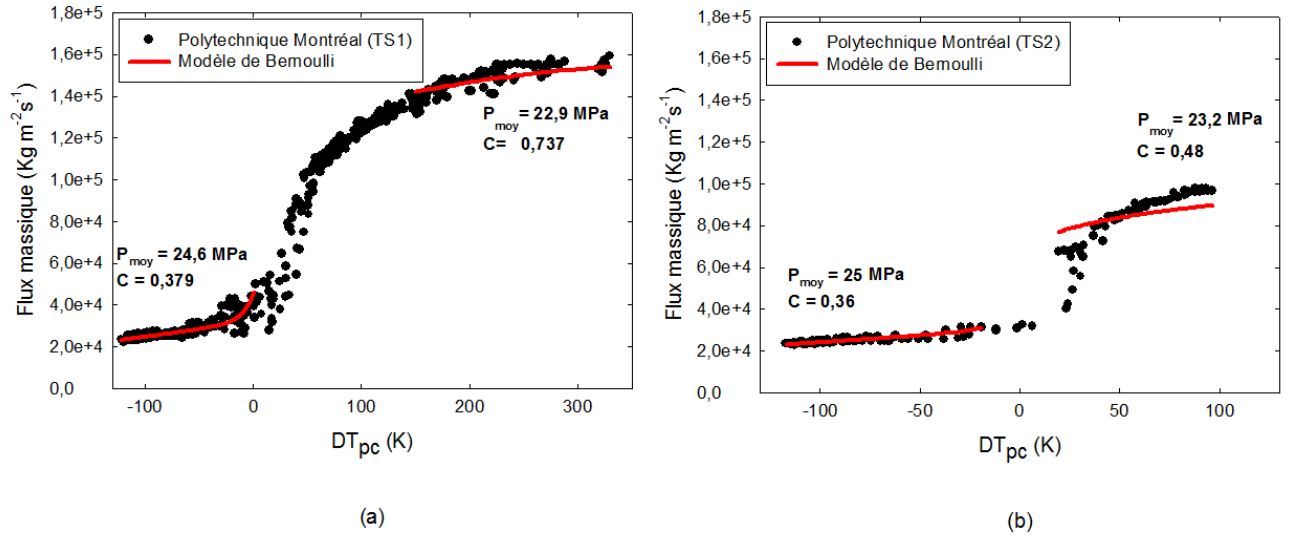 1,8e+5
1,6e+5
1,4e+5
1,2e+5
1,0e+5
8,0e+4
6,0e+4
4,0e+4
2,0e+4
0,0
Flux massique (Kg m-2s-1)
Polytechnique Montréal (TS1)
Modèle de Bernoulli
Pmoy = 22,9 MPa
C= 0,737
Pmoy = 24,6 MPa
C = 0,379
-100 0 100 200 300
DTpc (K)
(a)
1,8e+5
1,6e+5
1,4e+5
1,2e+5
1,0e+5
8,0e+4
6,0e+4
4,0e+4
2,0e+4
0,0
Flux massique (Kg m-2s-1)
Polytechnique Montréal (TS2)
Modèle de Bernoulli
Pmoy = 23,2 MPa
C = 0,48
Pmoy = 25 MPa
C = 0,36
-100 -50 0 50 100
DTpc (K)
(b)